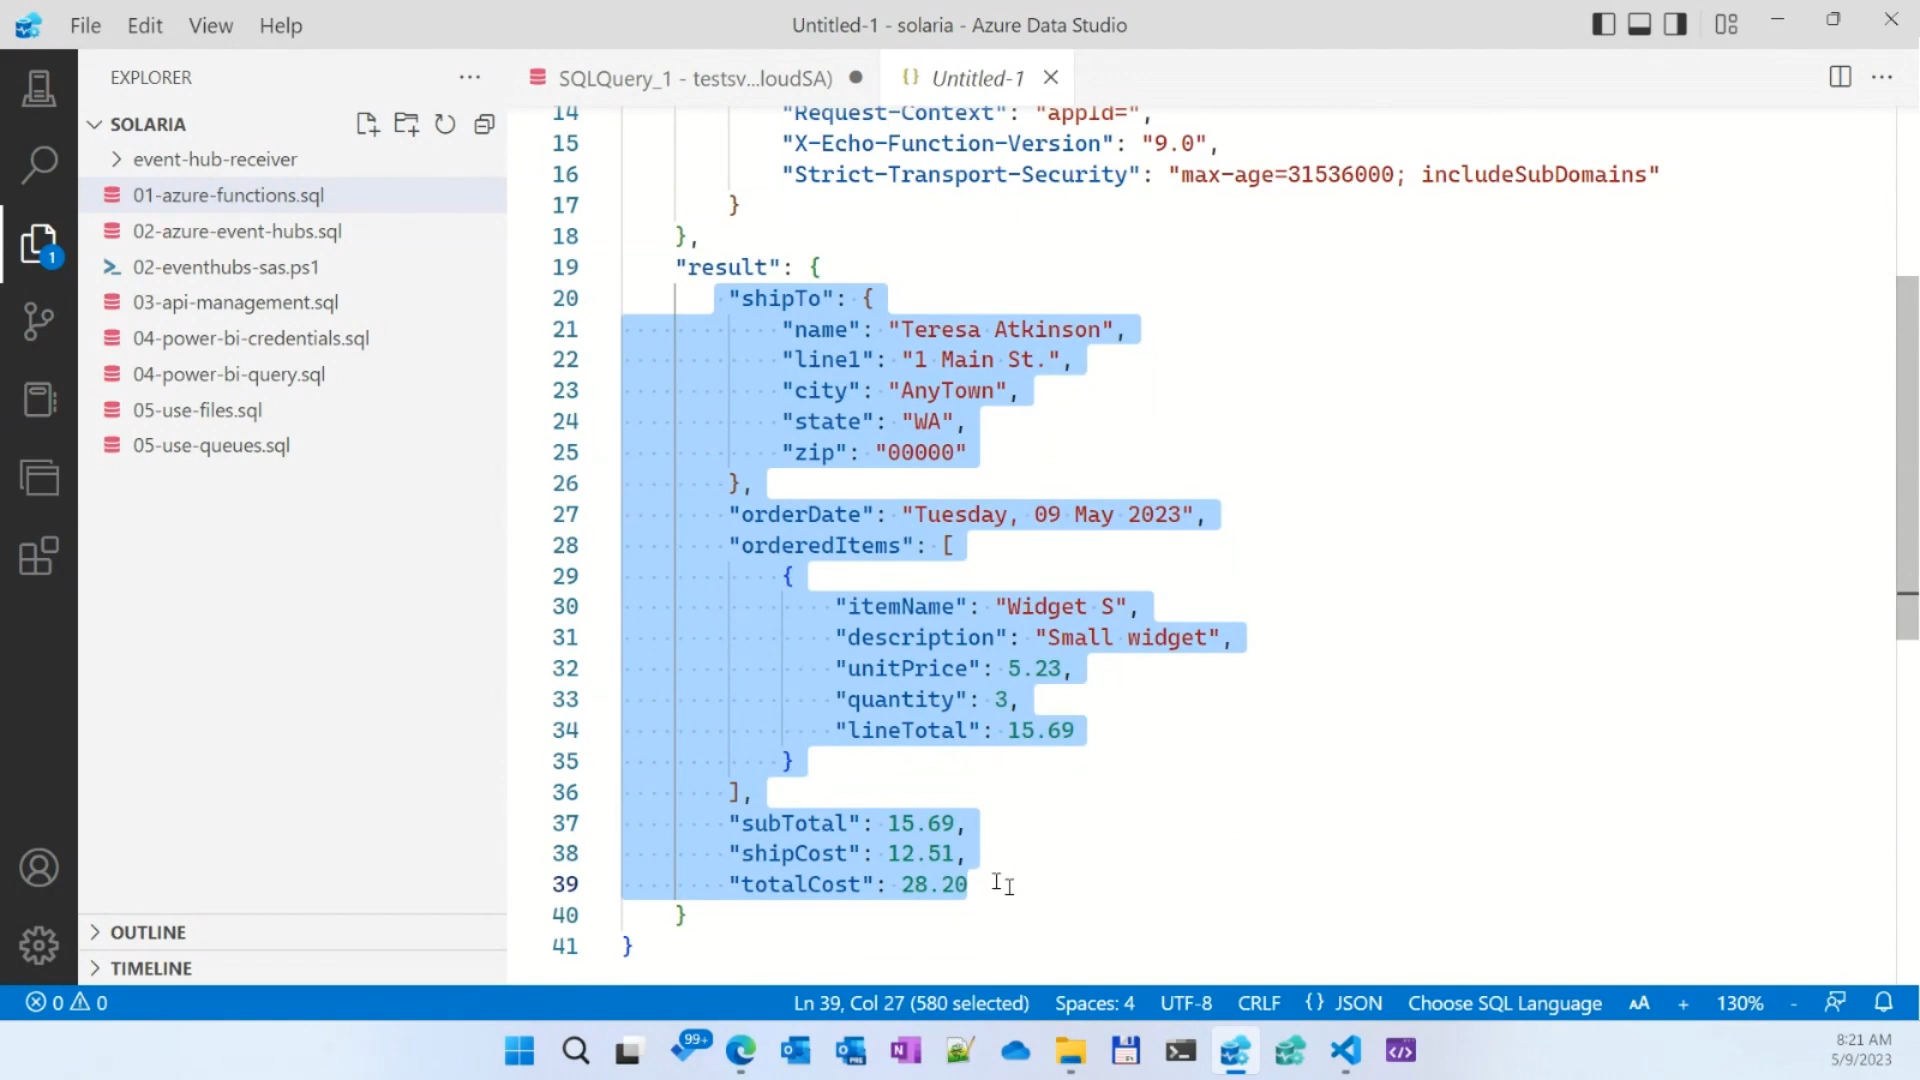 File Edit View Help
Untitled-1 - solaria - Azure Data Studio
EXPLORER
SOLARIA
event-hub-receiver
01-azure-functions.sql
02-azure-event-hubs.sql
02-eventhubs-sas.ps1
03-api-management.sql
04-power-bi-credentials.sql
04-power-bi-query.sql
05-use-files.sql
05-use-queues.sql
OUTLINE
TIMELINE
1
SQLQuery_1 - testsv...loudSA)
{} Untitled-1
14 "Request-Context": "appId=",
15 "X-Echo-Function-Version": "9.0",
16 "Strict-Transport-Security": "max-age=31536000; includeSubDomains"
17 }
18 },
19 "result": {
20 "shipTo": {
21 "name": "Teresa Atkinson",
22 "line1": "1 Main St.",
23 "city": "AnyTown",
24 "state": "WA",
25 "zip": "00000"
26 },
27 "orderDate": "Tuesday, 09 May 2023",
28 "orderedItems": [
29 {
30 "itemName": "Widget S",
31 "description": "Small widget",
32 "unitPrice": 5.23,
33 "quantity": 3,
34 "lineTotal": 15.69
35 }
36 ],
37 "subTotal": 15.69,
38 "shipCost": 12.51,
39 "totalCost": 28.20
40 }
41 }
0 0 Ln 39, Col 27 (580 selected) Spaces: 4 UTF-8 CRLF {} JSON Choose SQL Language AA + 130% -
99+
8:21 AM
5/9/2023